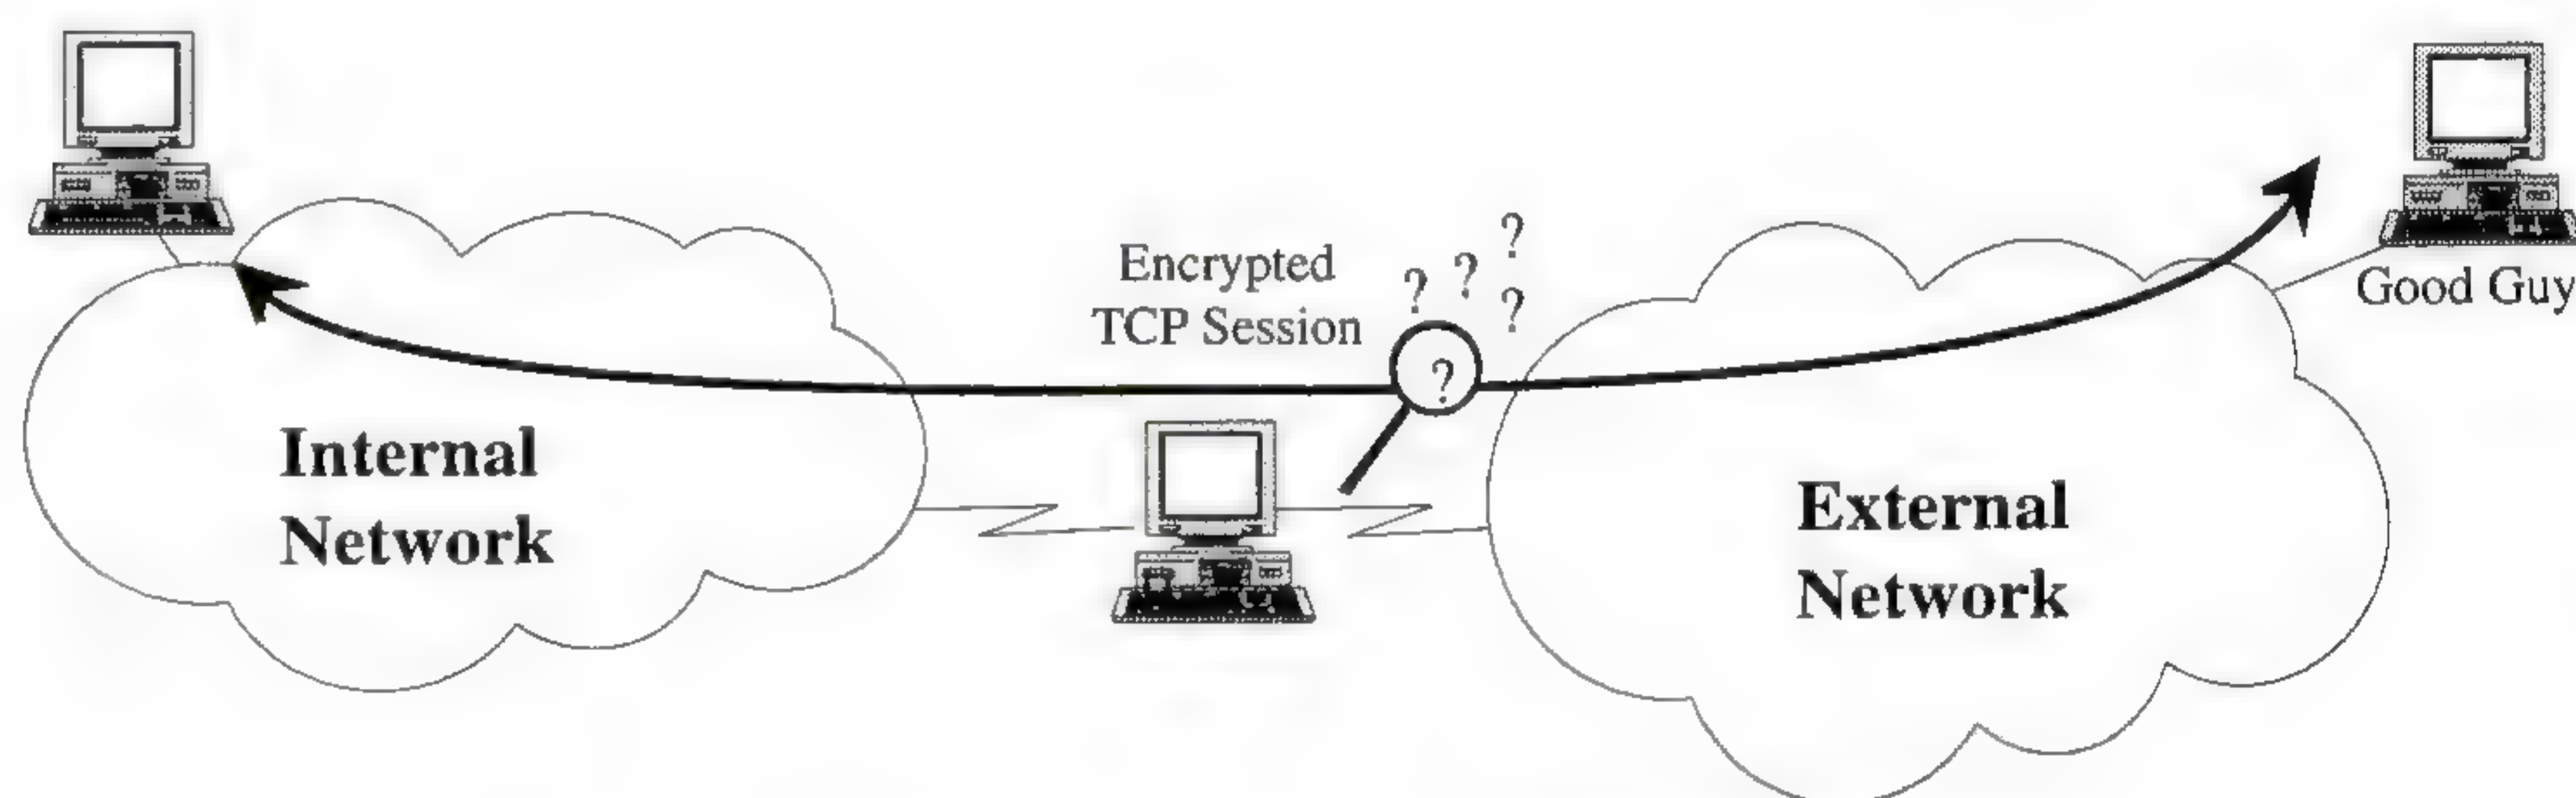 Encrypted
TCP Session
?
?
?
?
?
Good Guy
Internal
Network
External
Network